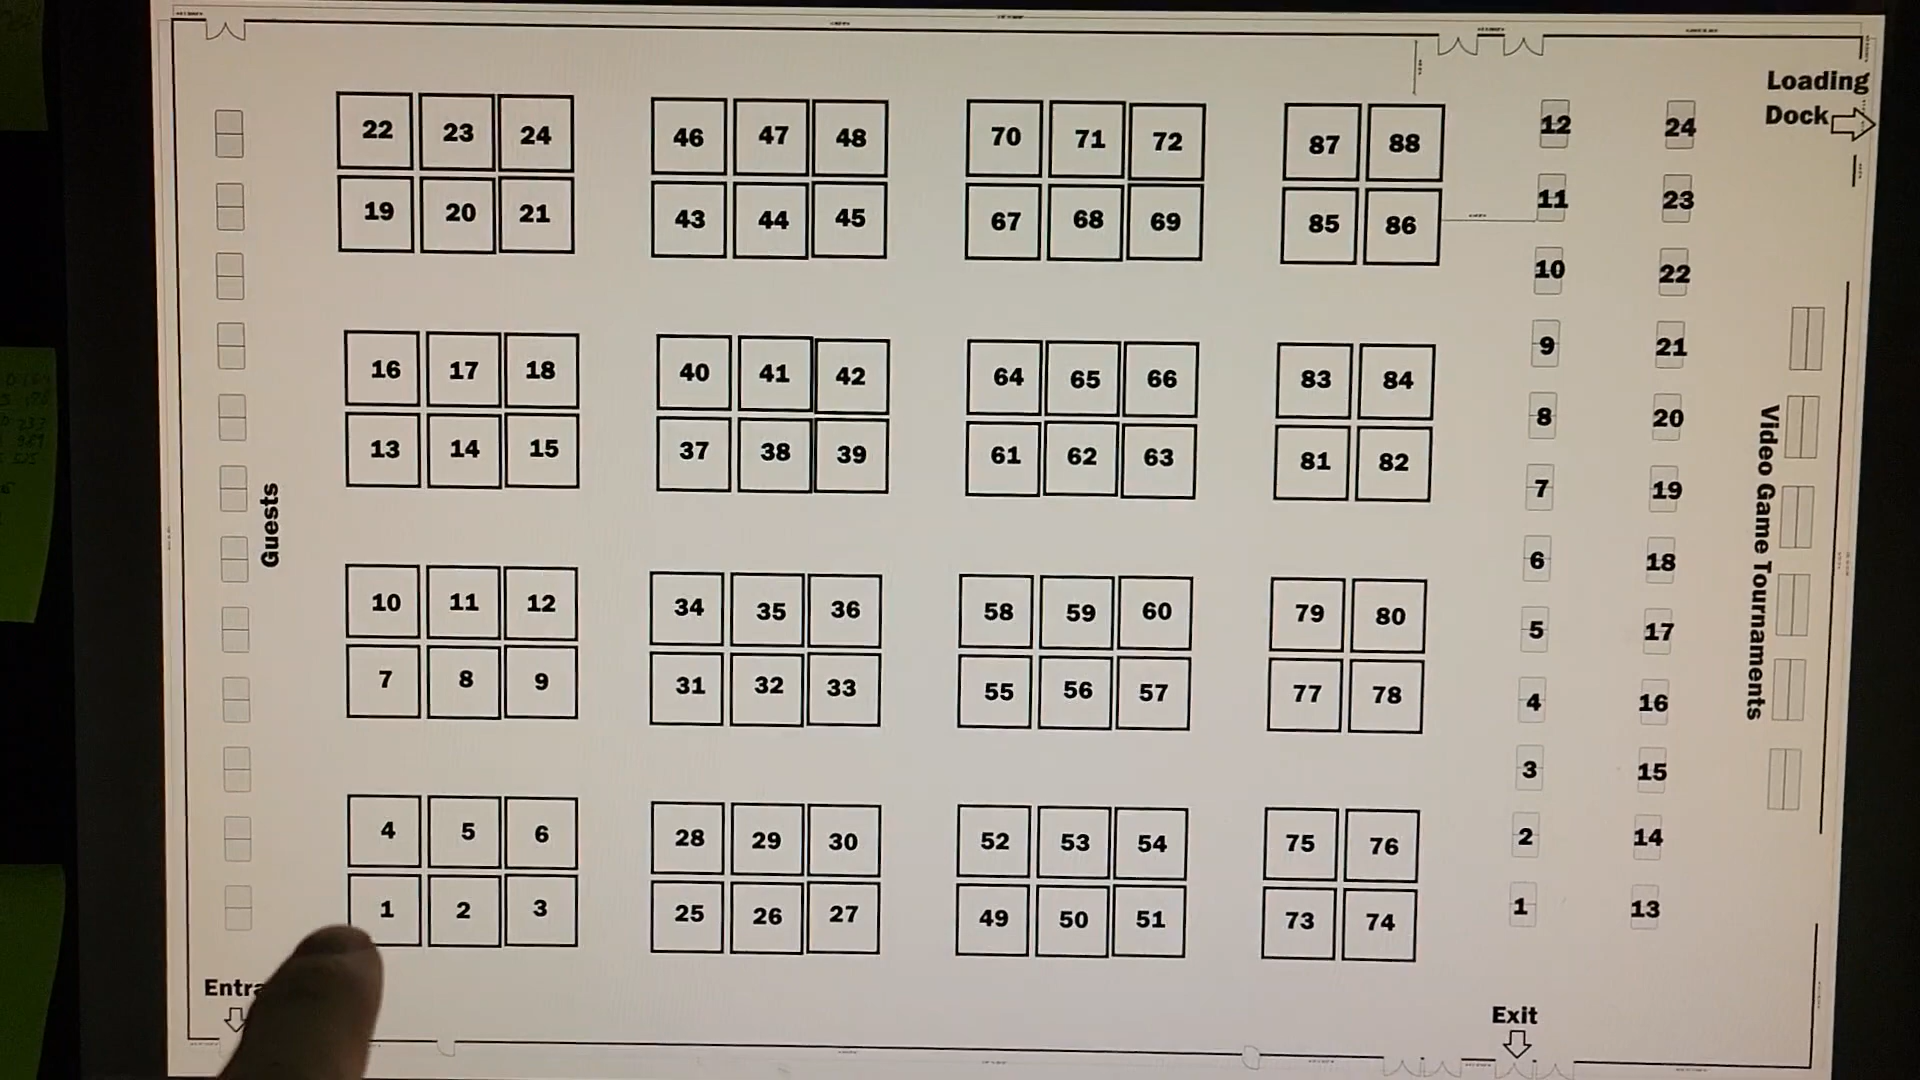 Loading
Dock
22 23 24 46 47 48 70 71 72 87 88 12 24
19 20 21 43 44 45 67 68 69 85 86 11 23
10 22
16 17 18 40 41 42 64 65 66 83 84 9 21
13 14 15 37 38 39 61 62 63 81 82 8 20
7 19
Guests
Video Game Tournaments
6 18
10 11 12 34 35 36 58 59 60 79 80 5 17
7 8 9 31 32 33 55 56 57 77 78 4 16
3 15
4 5 6 28 29 30 52 53 54 75 76 2 14
1 2 3 25 26 27 49 50 51 73 74 1 13
Entra
Exit